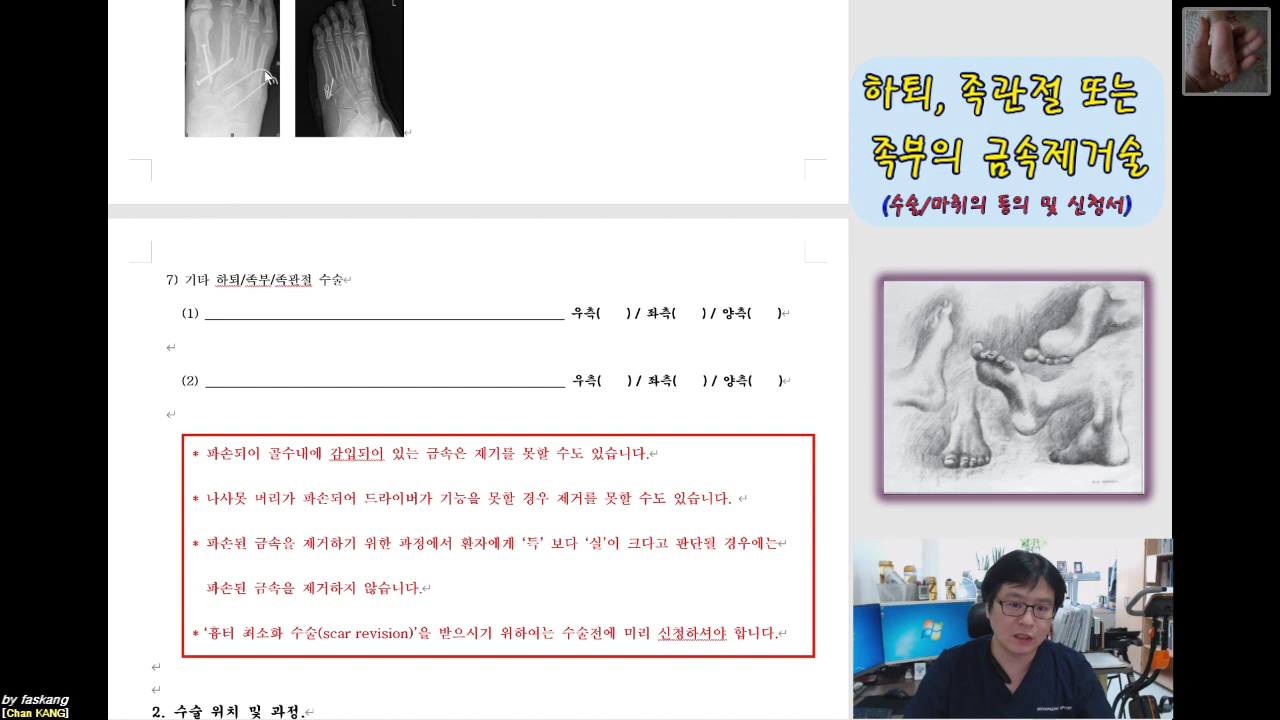 하퇴, 족관절 또는
족부의 금속제거술
(수술/마취의 동의 및 신청서)
7) 기타 하퇴/족부/족관절 수술
(1) ________ 우측( ) / 좌측( ) / 양측( )
(2) ________ 우측( ) / 좌측( ) / 양측( )
* 파손되어 골수내에 감입되어 있는 금속은 제거를 못할 수도 있습니다.
* 나사못 머리가 파손되어 드라이버가 기능을 못할 경우 제거를 못할 수도 있습니다.
* 파손된 금속을 제거하기 위한 과정에서 환자에게 ‘득’ 보다 ‘실’이 크다고 판단될 경우에는
파손된 금속을 제거하지 않습니다.
* ‘흉터 최소화 수술(scar revision)’을 받으시기 위하여는 수술전에 미리 신청하셔야 합니다.
2. 수술 위치 및 과정.
by faskang
[Chan KANG]